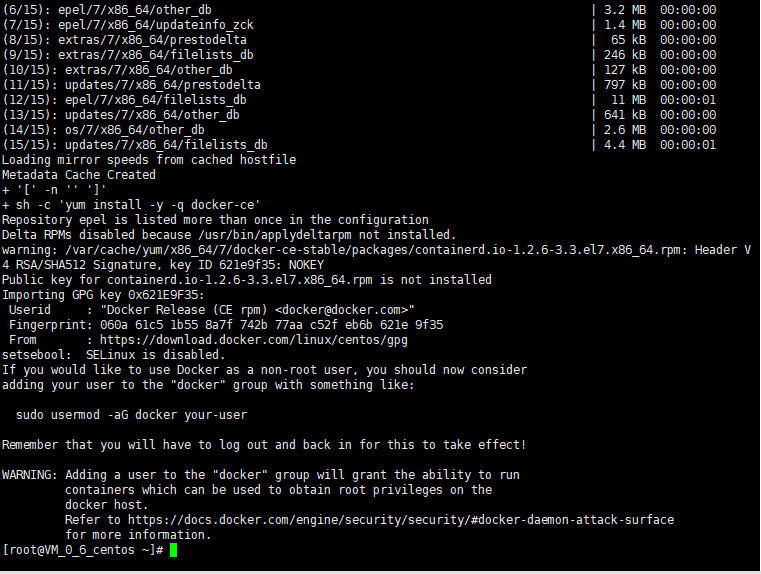 (6/15): epel/7/x86_64/other_db | 3.2 MB 00:00:00
(7/15): epel/7/x86_64/updateinfo_zck | 1.4 MB 00:00:00
(8/15): extras/7/x86_64/prestodelta | 65 kB 00:00:00
(9/15): extras/7/x86_64/filelists_db | 246 kB 00:00:00
(10/15): extras/7/x86_64/other_db | 127 kB 00:00:00
(11/15): updates/7/x86_64/prestodelta | 797 kB 00:00:00
(12/15): epel/7/x86_64/filelists_db | 11 MB 00:00:01
(13/15): updates/7/x86_64/other_db | 641 kB 00:00:00
(14/15): os/7/x86_64/other_db | 2.6 MB 00:00:00
(15/15): updates/7/x86_64/filelists_db | 4.4 MB 00:00:01
Loading mirror speeds from cached hostfile
Metadata Cache Created
+ '[' -n '' ']'
+ sh -c 'yum install -y -q docker-ce'
Repository epel is listed more than once in the configuration
Delta RPMs disabled because /usr/bin/applydeltarpm not installed.
warning: /var/cache/yum/x86_64/7/docker-ce-stable/packages/containerd.io-1.2.6-3.3.el7.x86_64.rpm: Header V
4 RSA/SHA512 Signature, key ID 621e9f35: NOKEY
Public key for containerd.io-1.2.6-3.3.el7.x86_64.rpm is not installed
Importing GPG key 0x621E9F35:
Userid : "Docker Release (CE rpm) <docker@docker.com>"
Fingerprint: 060a 61c5 1b55 8a7f 742b 77aa c52f eb6b 621e 9f35
From : https://download.docker.com/linux/centos/gpg
setsebool: SELinux is disabled.
If you would like to use Docker as a non-root user, you should now consider
adding your user to the "docker" group with something like:
sudo usermod -aG docker your-user
Remember that you will have to log out and back in for this to take effect!
WARNING: Adding a user to the "docker" group will grant the ability to run
containers which can be used to obtain root privileges on the
docker host.
Refer to https://docs.docker.com/engine/security/security/#docker-daemon-attack-surface
for more information.
[root@VM_0_6_centos ~]#